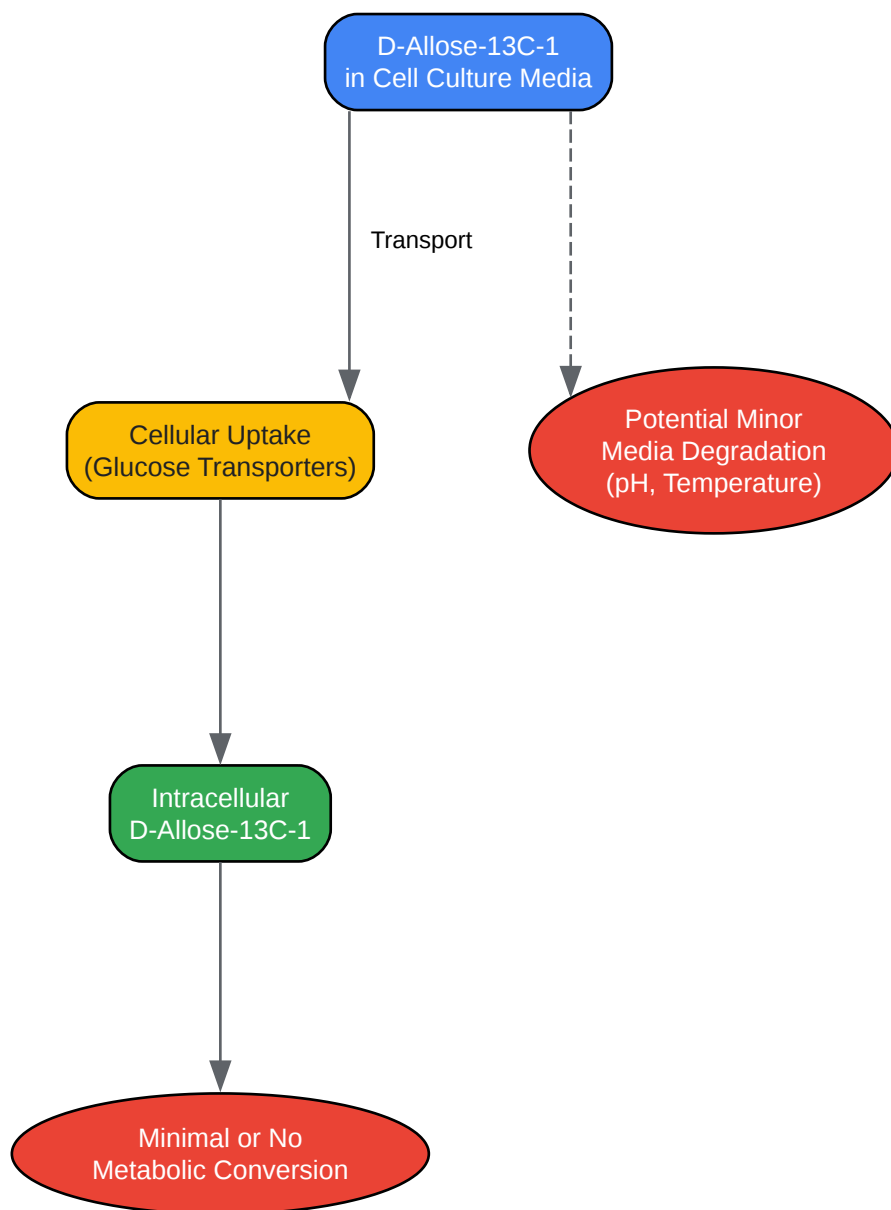 D-Allose-13C-1
in Cell Culture Media
Transport
Cellular Uptake
(Glucose Transporters)
Potential Minor
Media Degradation
(pH, Temperature)
Intracellular
D-Allose-13C-1
Minimal or No
Metabolic Conversion